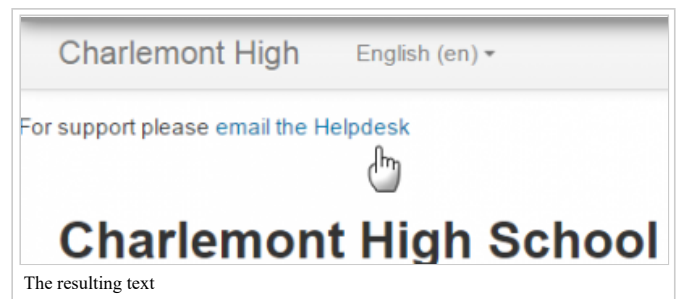 Charlemont High English (en)
For support please email the Helpdesk
Charlemont High School
The resulting text